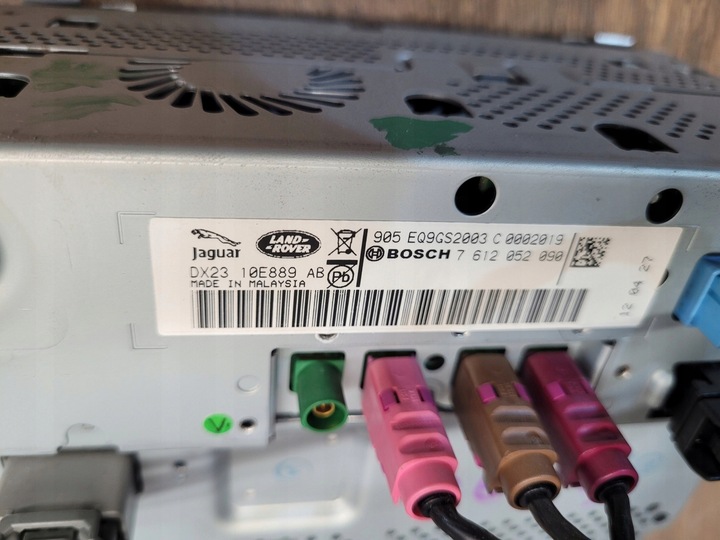 Jaguar
LAND-
ROVER
905 EQ9GS2003 C 0002019
BOSCH 7 612 052 090
DX23 10E889 AB
Pb
MADE IN MALAYSIA
12 04 27